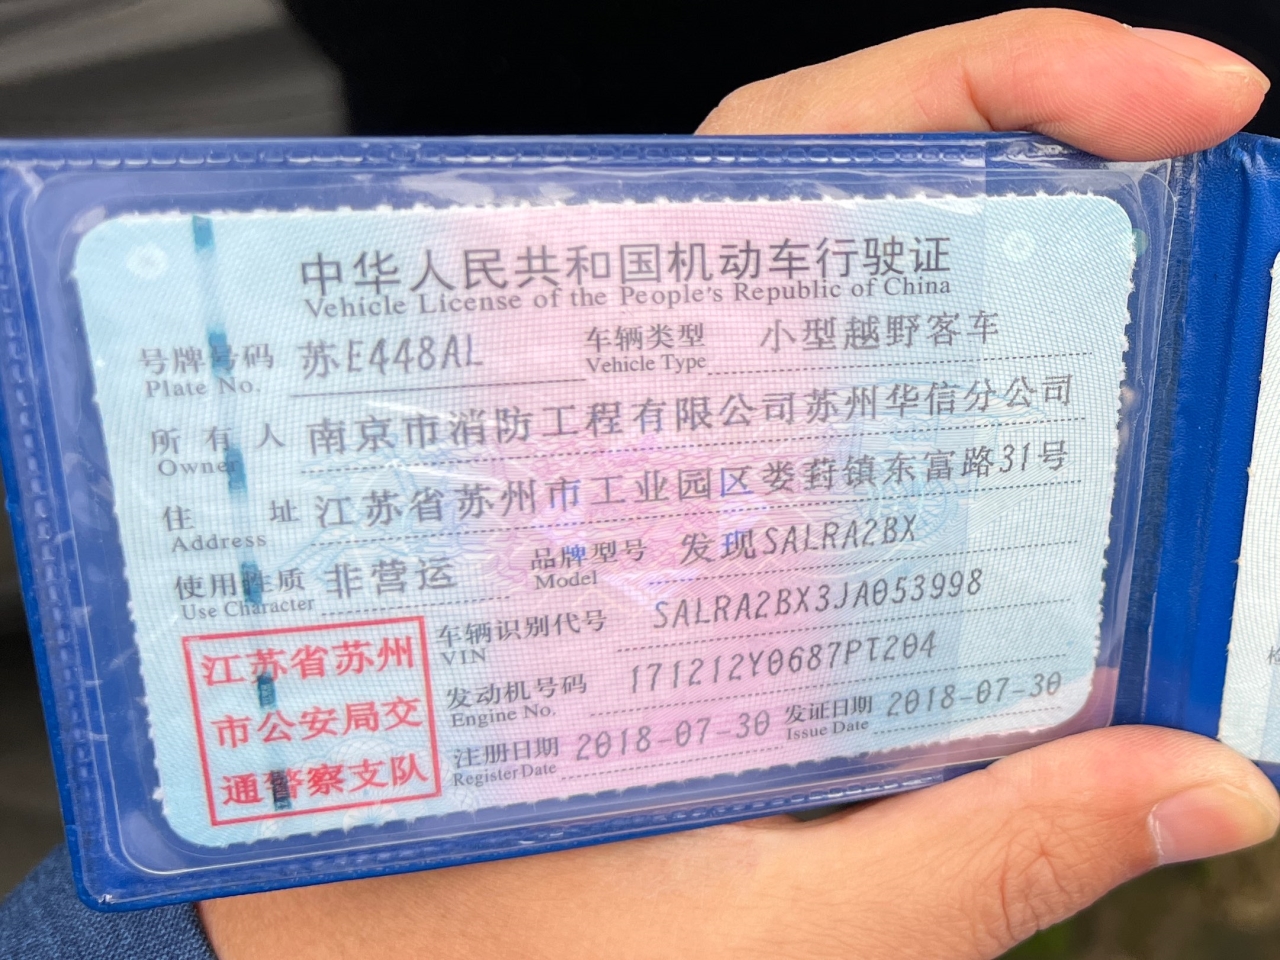 中华人民共和国机动车行驶证
Vehicle License of the People's Republic of China
号牌号码 苏E448AL 车辆类型 小型越野客车
Plate No. Vehicle Type
所有人 南京市消防工程有限公司苏州华信分公司
Owner
住址 江苏省苏州市工业园区娄葑镇东富路31号
Address
使用性质 非营运 品牌型号 发现SALRA2BX
Use Character Model
车辆识别代号 SALRA2BX3JA053998
VIN
发动机号码 171212Y0687PT204
Engine No.
注册日期 2018-07-30 发证日期 2018-07-30
Register Date Issue Date
江苏省苏州
市公安局交
通警察支队